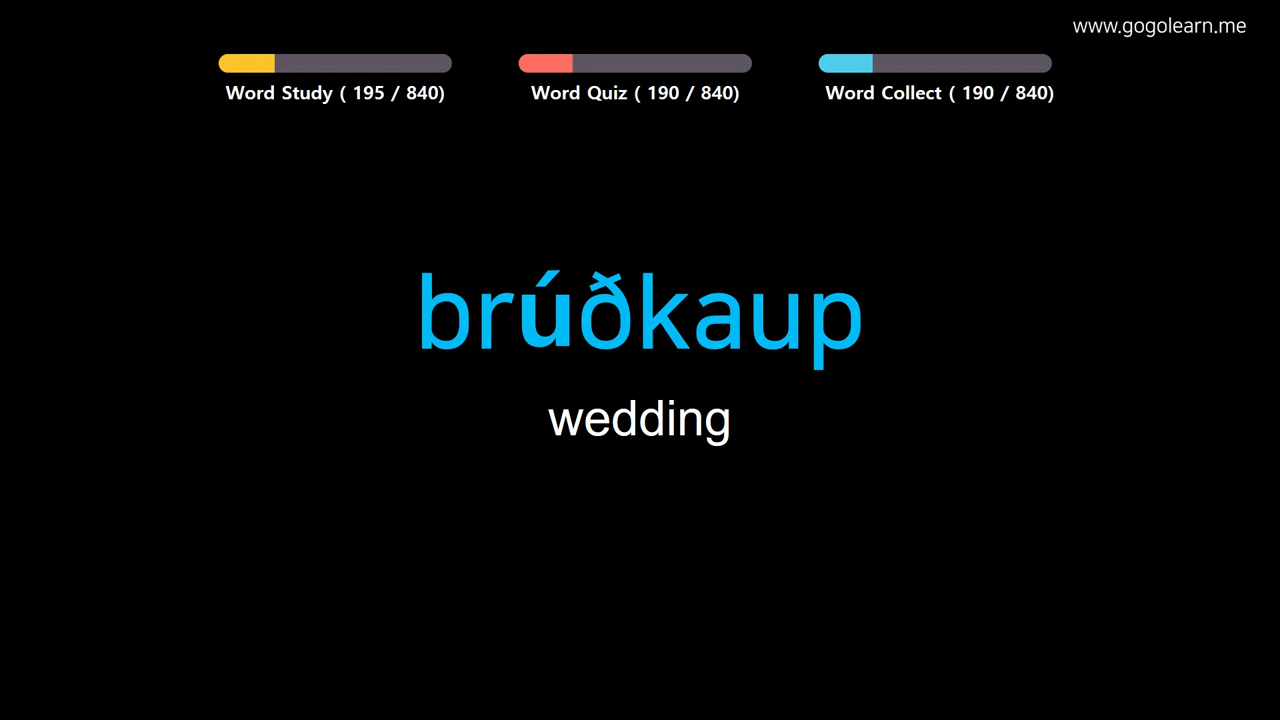 www.gogolearn.me
Word Study ( 195 / 840)
Word Quiz ( 190 / 840)
Word Collect ( 190 / 840)
brúðkaup
wedding